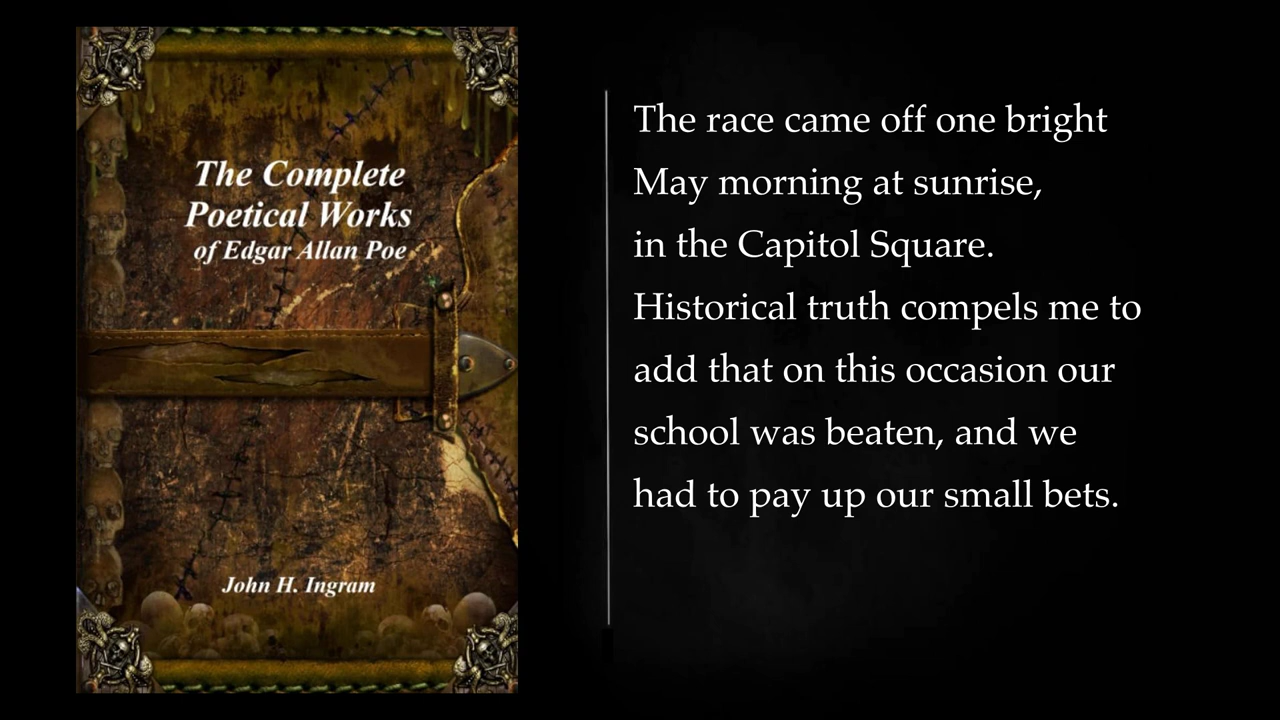 The Complete
Poetical Works
of Edgar Allan Poe
John H. Ingram
The race came off one bright
May morning at sunrise,
in the Capitol Square.
Historical truth compels me to
add that on this occasion our
school was beaten, and we
had to pay up our small bets.